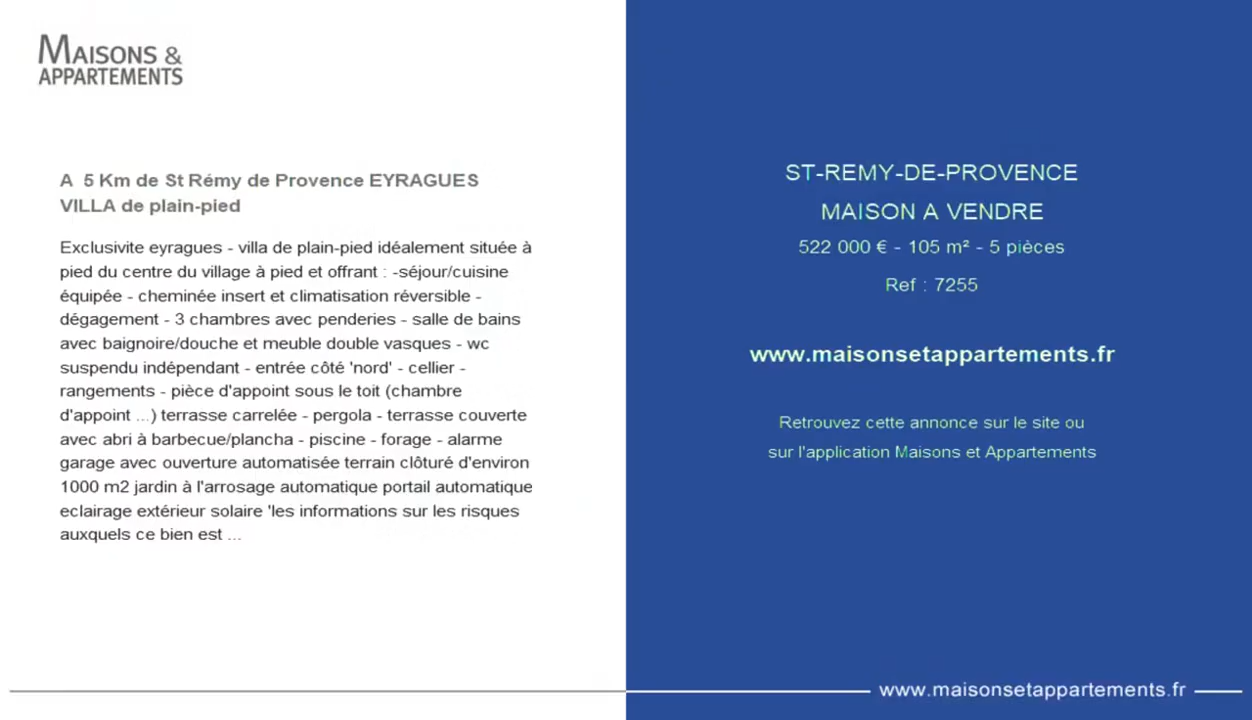 MAISONS &
APPARTEMENTS
A 5 Km de St Rémy de Provence EYRAGUES
VILLA de plain-pied
Exclusivite eyragues - villa de plain-pied idéalement située à
pied du centre du village à pied et offrant : -séjour/cuisine
équipée - cheminée insert et climatisation réversible -
dégagement - 3 chambres avec penderies - salle de bains
avec baignoire/douche et meuble double vasques - wc
suspendu indépendant - entrée côté 'nord' - cellier -
rangements - pièce d'appoint sous le toit (chambre
d'appoint ...) terrasse carrelée - pergola - terrasse couverte
avec abri à barbecue/plancha - piscine - forage - alarme
garage avec ouverture automatisée terrain clôturé d'environ
1000 m2 jardin à l'arrosage automatique portail automatique
eclairage extérieur solaire 'les informations sur les risques
auxquels ce bien est ...
ST-REMY-DE-PROVENCE
MAISON A VENDRE
522 000 € - 105 m² - 5 pièces
Ref : 7255
www.maisonsetappartements.fr
Retrouvez cette annonce sur le site ou
sur l'application Maisons et Appartements
www.maisonsetappartements.fr